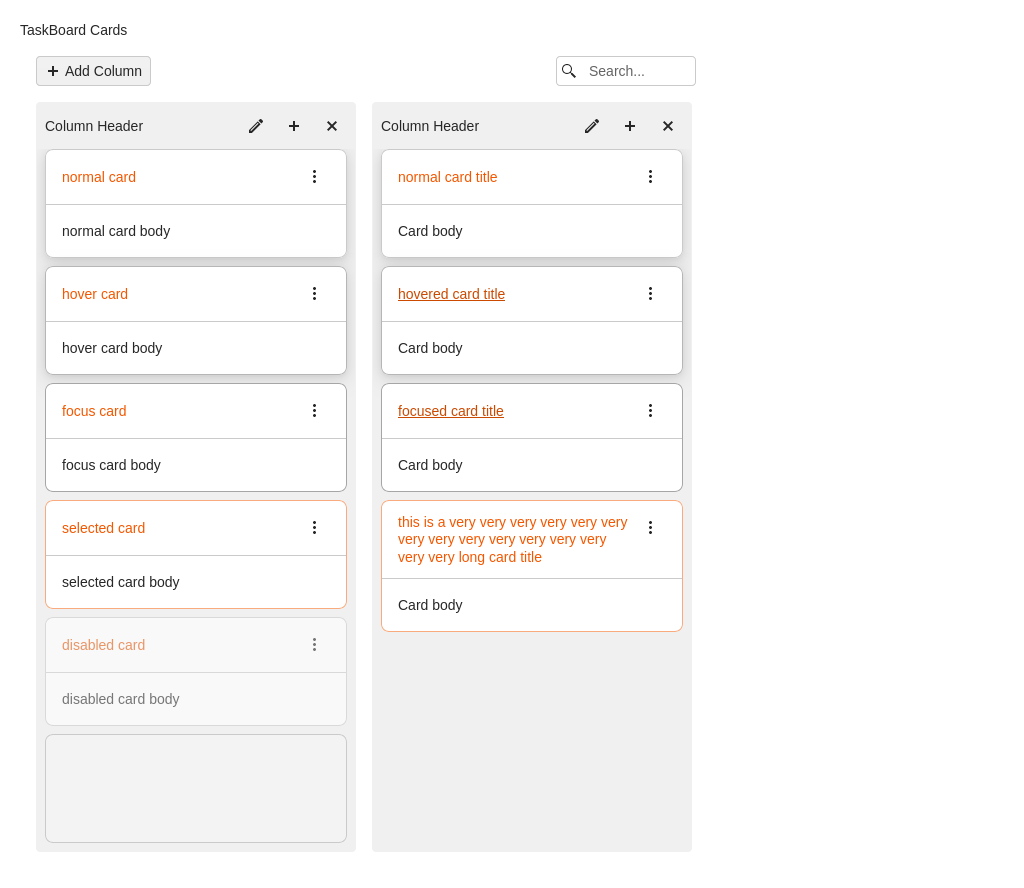 TaskBoard Cards
Add Column
Search...
Column Header
normal card
normal card body
hover card
hover card body
focus card
focus card body
selected card
selected card body
disabled card
disabled card body
Column Header
normal card title
Card body
hovered card title
Card body
focused card title
Card body
this is a very very very very very very
very very very very very very very
very very long card title
Card body